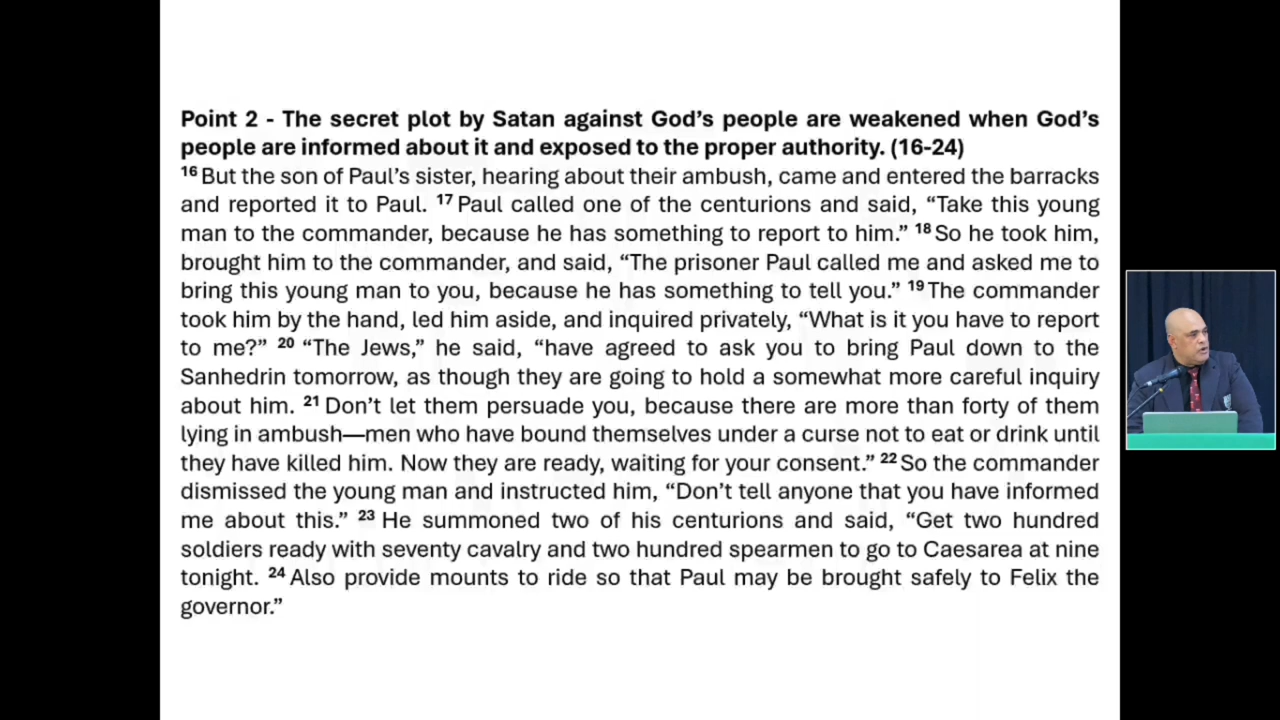 Point 2 - The secret plot by Satan against God’s people are weakened when God’s
people are informed about it and exposed to the proper authority. (16-24)
16 But the son of Paul’s sister, hearing about their ambush, came and entered the barracks
and reported it to Paul. 17 Paul called one of the centurions and said, “Take this young
man to the commander, because he has something to report to him.” 18 So he took him,
brought him to the commander, and said, “The prisoner Paul called me and asked me to
bring this young man to you, because he has something to tell you.” 19 The commander
took him by the hand, led him aside, and inquired privately, “What is it you have to report
to me?” 20 “The Jews,” he said, “have agreed to ask you to bring Paul down to the
Sanhedrin tomorrow, as though they are going to hold a somewhat more careful inquiry
about him. 21 Don’t let them persuade you, because there are more than forty of them
lying in ambush—men who have bound themselves under a curse not to eat or drink until
they have killed him. Now they are ready, waiting for your consent.” 22 So the commander
dismissed the young man and instructed him, “Don’t tell anyone that you have informed
me about this.” 23 He summoned two of his centurions and said, “Get two hundred
soldiers ready with seventy cavalry and two hundred spearmen to go to Caesarea at nine
tonight. 24 Also provide mounts to ride so that Paul may be brought safely to Felix the
governor.”